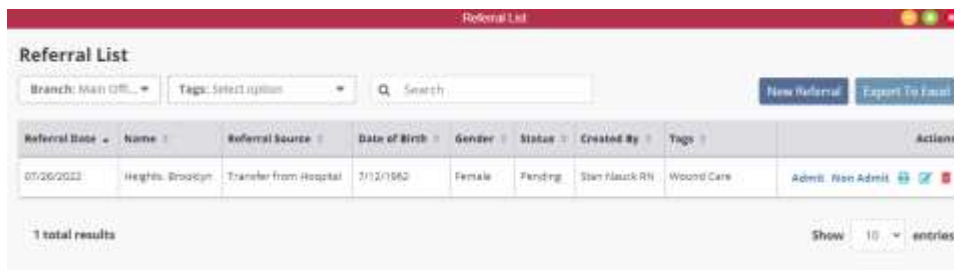 Referral List
Referral List
Branch: Main Offi... Tags: Select option Search New Referral Export To Excel
Referral Date Name Referral Source Date of Birth Gender Status Created By Tags Actions
07/26/2022 Heights, Brooklyn Transfer from Hospital 7/12/1962 Female Pending Stan Nauck RN Wound Care Admit Non Admit
1 total results Show 10 entries